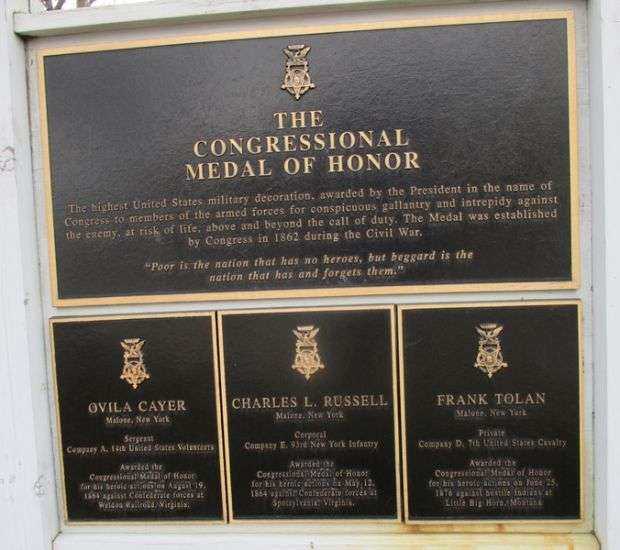 THE
CONGRESSIONAL
MEDAL OF HONOR
The highest United States military decoration, awarded by the President in the name of
Congress to members of the armed forces for conspicuous gallantry and intrepidity against
the enemy, at risk of life, above and beyond the call of duty. The Medal was established
by Congress in 1862 during the Civil War.
"Poor is the nation that has no heroes, but beggard is the
nation that has and forgets them."
OVILA CAYER
Malone, New York
Sergeant
Company A, 14th United States Volunteers
Awarded the
Congressional Medal of Honor
for his heroic actions on August 19,
1864 against Confederate forces at
Weldon Railroad, Virginia.
CHARLES L. RUSSELL
Malone, New York
Corporal
Company E, 93rd New York Infantry
Awarded the
Congressional Medal of Honor
for his heroic actions on May 12,
1864 against Confederate forces at
Spotsylvania, Virginia.
FRANK TOLAN
Malone, New York
Private
Company D, 7th United States Cavalry
Awarded the
Congressional Medal of Honor
for his heroic actions on June 25,
1876 against hostile Indians at
Little Big Horn, Montana